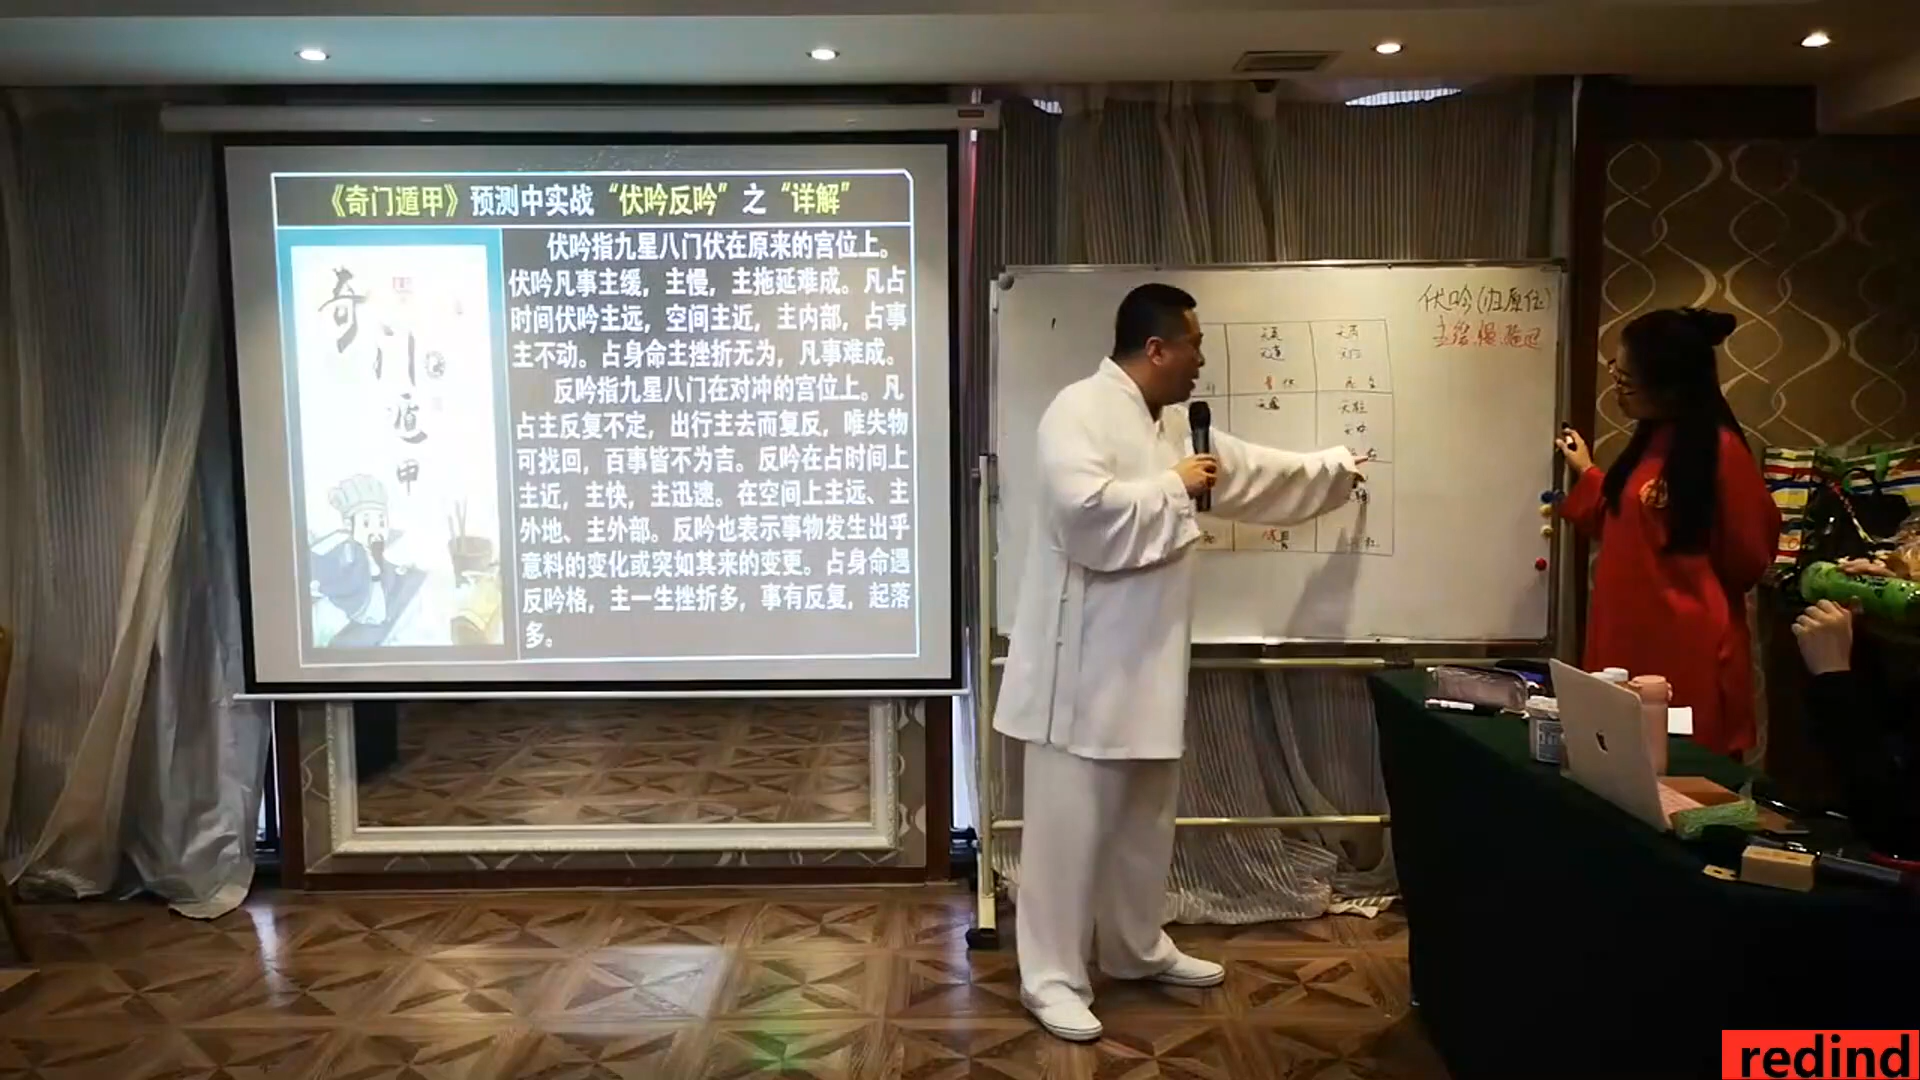 《奇门遁甲》预测中实战“伏吟反吟”之“详解”
奇
门
遁
甲
伏吟指九星八门伏在原来的宫位上。
伏吟凡事主缓，主慢，主拖延难成。凡占
时间伏吟主远，空间主近，主内部，占事
主不动。占身命主挫折无为，凡事难成。
反吟指九星八门在对冲的宫位上。凡
占主反复不定，出行主去而复反，唯失物
可找回，百事皆不为吉。反吟在占时间上
主近，主快，主迅速。在空间上主远、主
外地、主外部。反吟也表示事物发生出乎
意料的变化或突如其来的变更。占身命遇
反吟格，主一生挫折多，事有反复，起落
多。
伏吟(归原位)
主缓.慢.拖延
redind